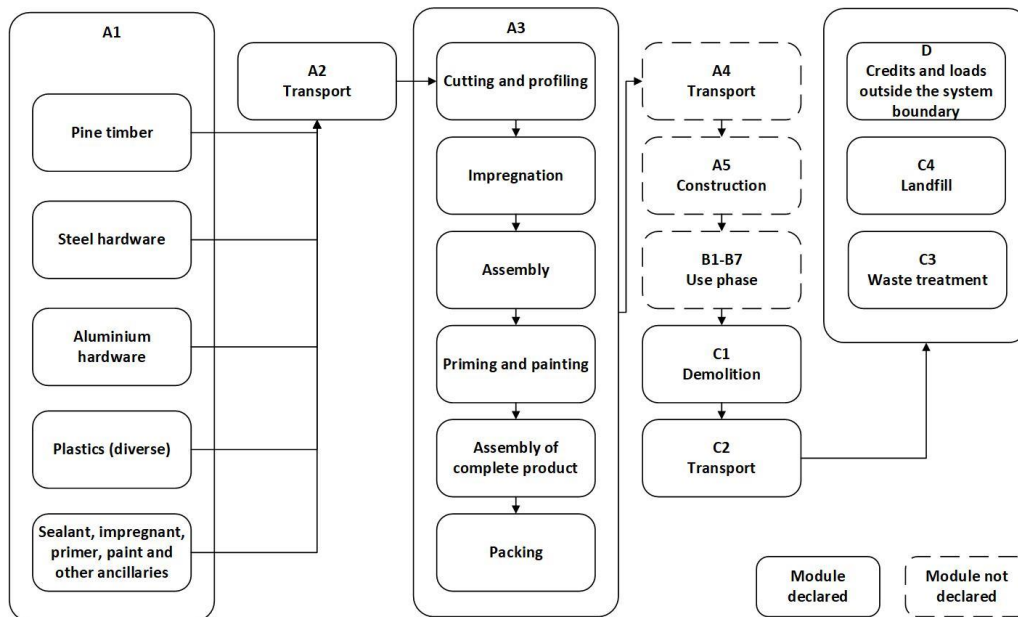 A1
Pine timber
Steel hardware
Aluminium
hardware
Plastics (diverse)
Sealant, impregnant,
primer, paint and
other ancillaries
A2
Transport
A3
Cutting and profiling
Impregnation
Assembly
Priming and painting
Assembly of
complete product
Packing
A4
Transport
A5
Construction
B1-B7
Use phase
C1
Demolition
C2
Transport
D
Credits and loads
outside the system
boundary
C4
Landfill
C3
Waste treatment
Module
declared
Module not
declared